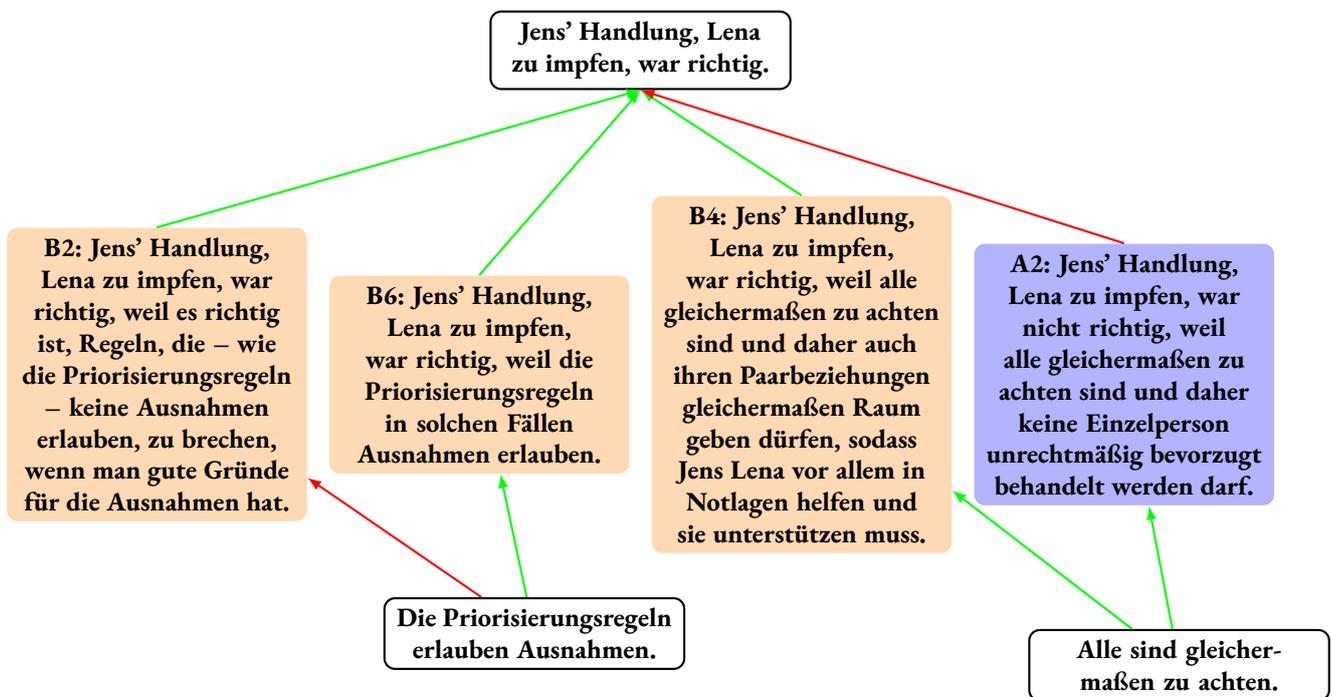 Jens’ Handlung, Lena
zu impfen, war richtig.
B2: Jens’ Handlung,
Lena zu impfen, war
richtig, weil es richtig
ist, Regeln, die – wie
die Priorisierungsregeln
– keine Ausnahmen
erlauben, zu brechen,
wenn man gute Gründe
für die Ausnahmen hat.
B6: Jens’ Handlung,
Lena zu impfen,
war richtig, weil die
Priorisierungsregeln
in solchen Fällen
Ausnahmen erlauben.
B4: Jens’ Handlung,
Lena zu impfen,
war richtig, weil alle
gleichermaßen zu achten
sind und daher auch
ihren Paarbeziehungen
gleichermaßen Raum
geben dürfen, sodass
Jens Lena vor allem in
Notlagen helfen und
sie unterstützen muss.
A2: Jens’ Handlung,
Lena zu impfen, war
nicht richtig, weil
alle gleichermaßen zu
achten sind und daher
keine Einzelperson
unrechtmäßig bevorzugt
behandelt werden darf.
Die Priorisierungsregeln
erlauben Ausnahmen.
Alle sind gleicher-
maßen zu achten.